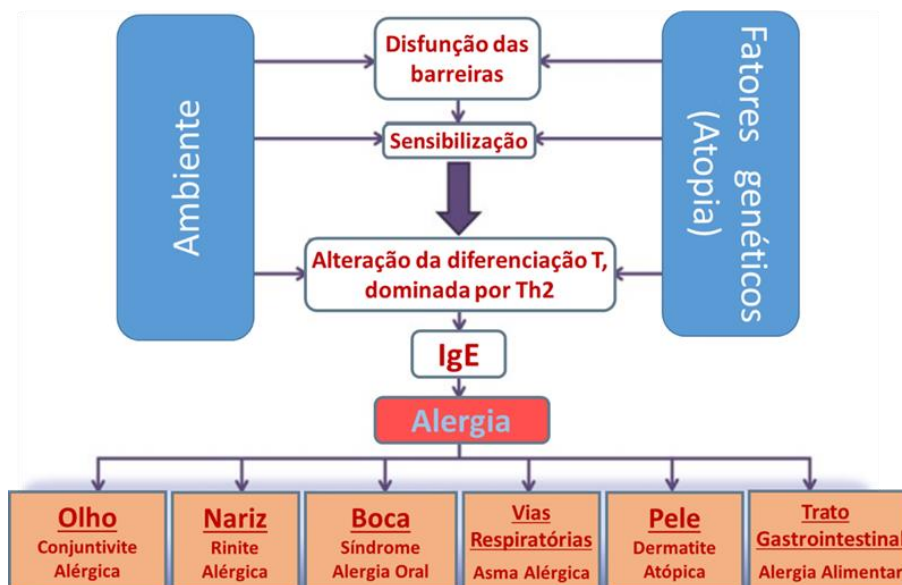 Disfunção das
barreiras
Ambiente
Fatores genéticos
(Atopia)
Sensibilização
Alteração da diferenciação T,
dominada por Th2
IgE
Alergia
Olho
Conjuntivite
Alérgica
Nariz
Rinite
Alérgica
Boca
Síndrome
Alergia Oral
Vias
Respiratórias
Asma Alérgica
Pele
Dermatite
Atópica
Trato
Gastrointestinal
Alergia Alimentar